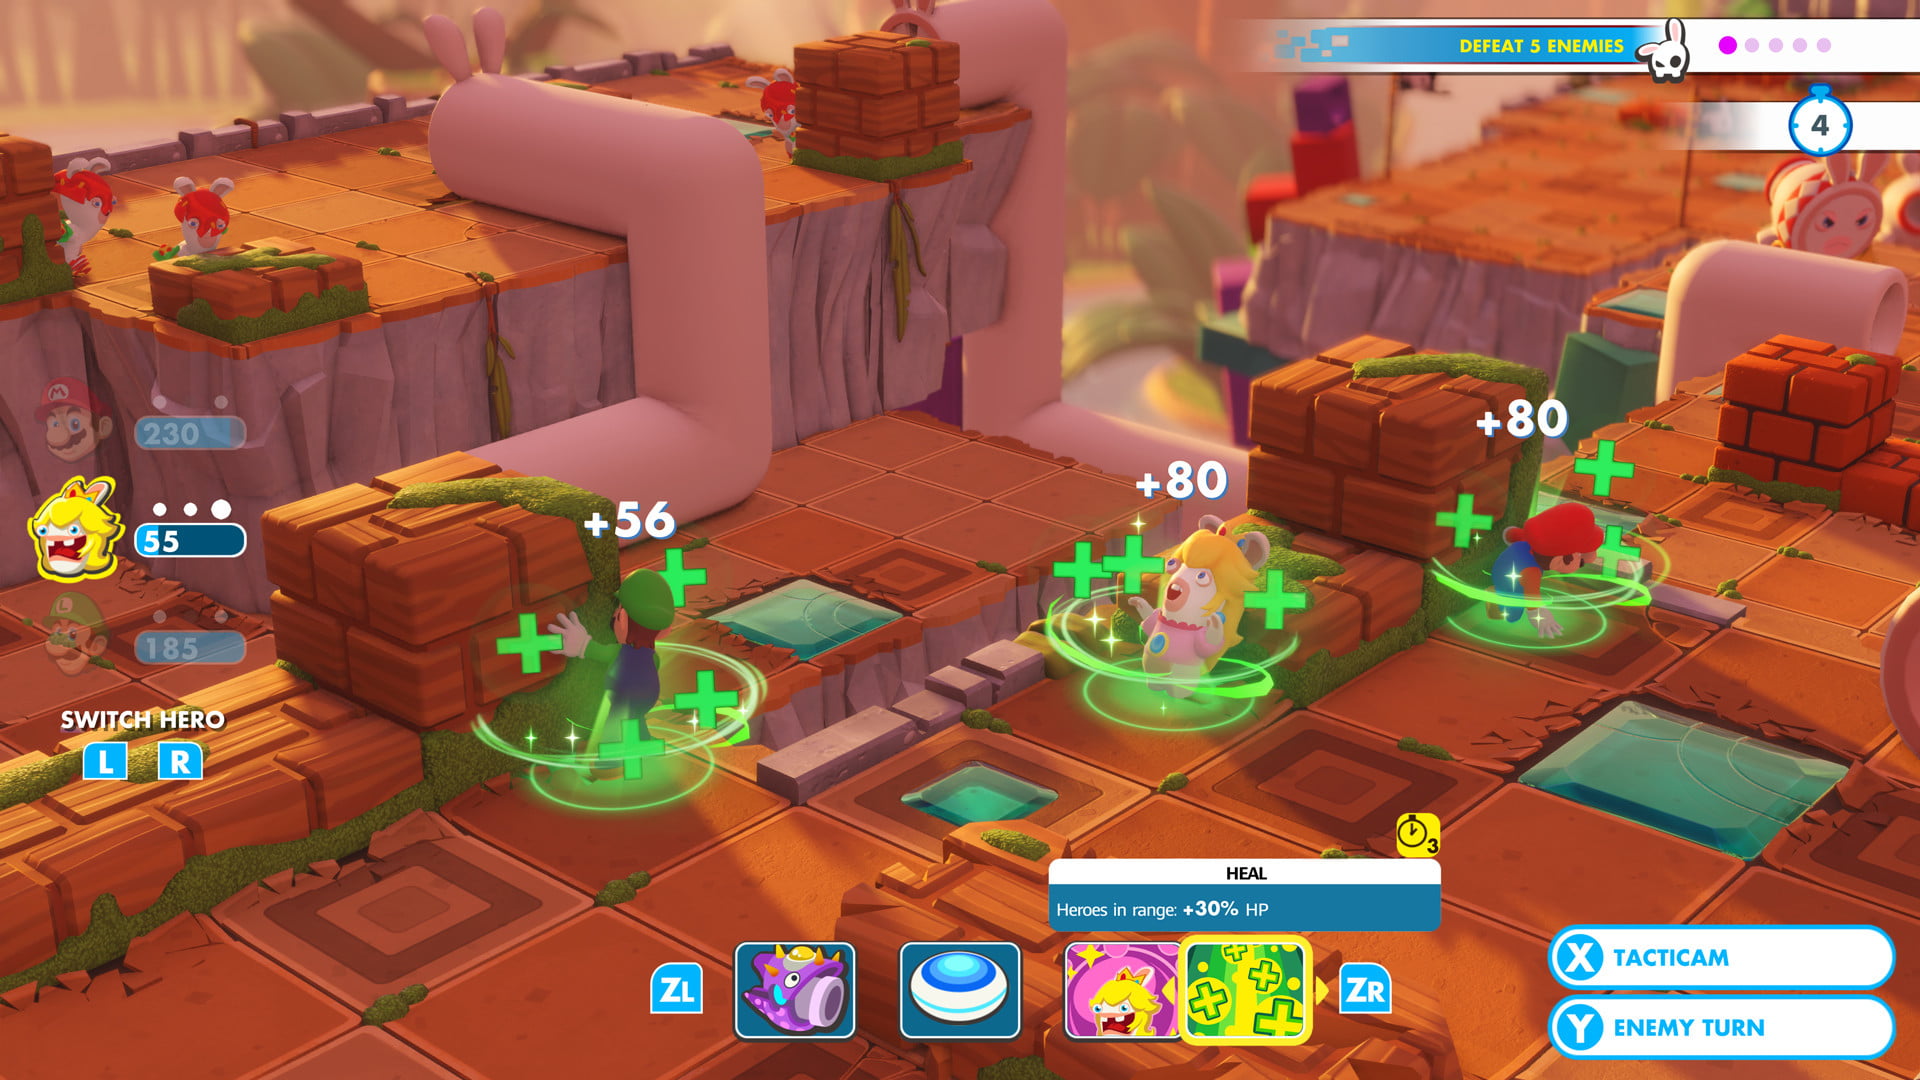 DEFEAT 5 ENEMIES
4
230
55
185
SWITCH HERO
L R
+56
+80
+80
3
HEAL
Heroes in range: +30% HP
ZL
ZR
X TACTICAM
Y ENEMY TURN